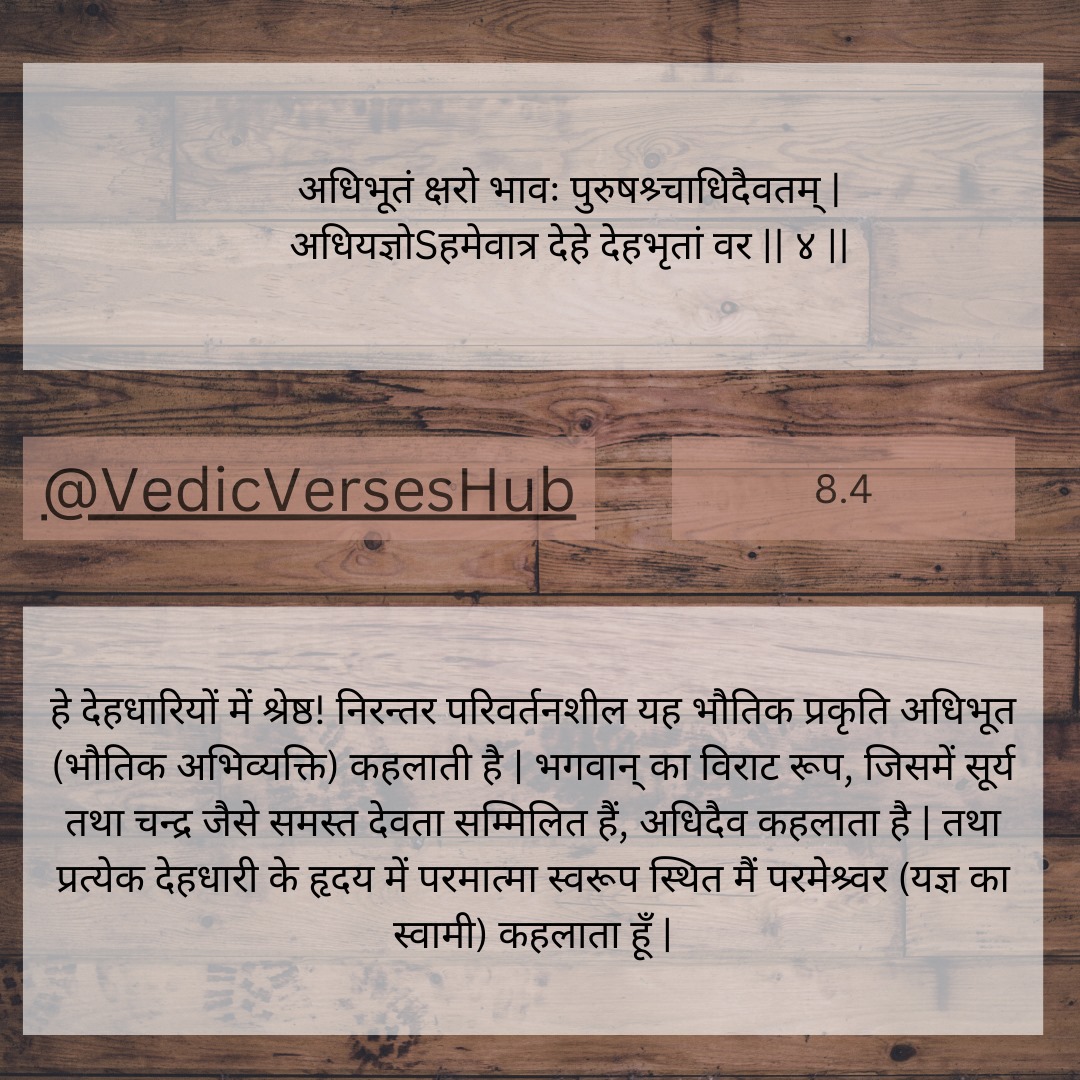 अधिभूतं क्षरो भावः पुरुषश्र्चाधिदैवतम् |
अधियज्ञोSहमेवात्र देहे देहभृतां वर || ४ ||
@VedicVersesHub
8.4
हे देहधारियों में श्रेष्ठ! निरन्तर परिवर्तनशील यह भौतिक प्रकृति अधिभूत
(भौतिक अभिव्यक्ति) कहलाती है | भगवान् का विराट रूप, जिसमें सूर्य
तथा चन्द्र जैसे समस्त देवता सम्मिलित हैं, अधिदैव कहलाता है | तथा
प्रत्येक देहधारी के हृदय में परमात्मा स्वरूप स्थित मैं परमेश्र्वर (यज्ञ का
स्वामी) कहलाता हूँ |